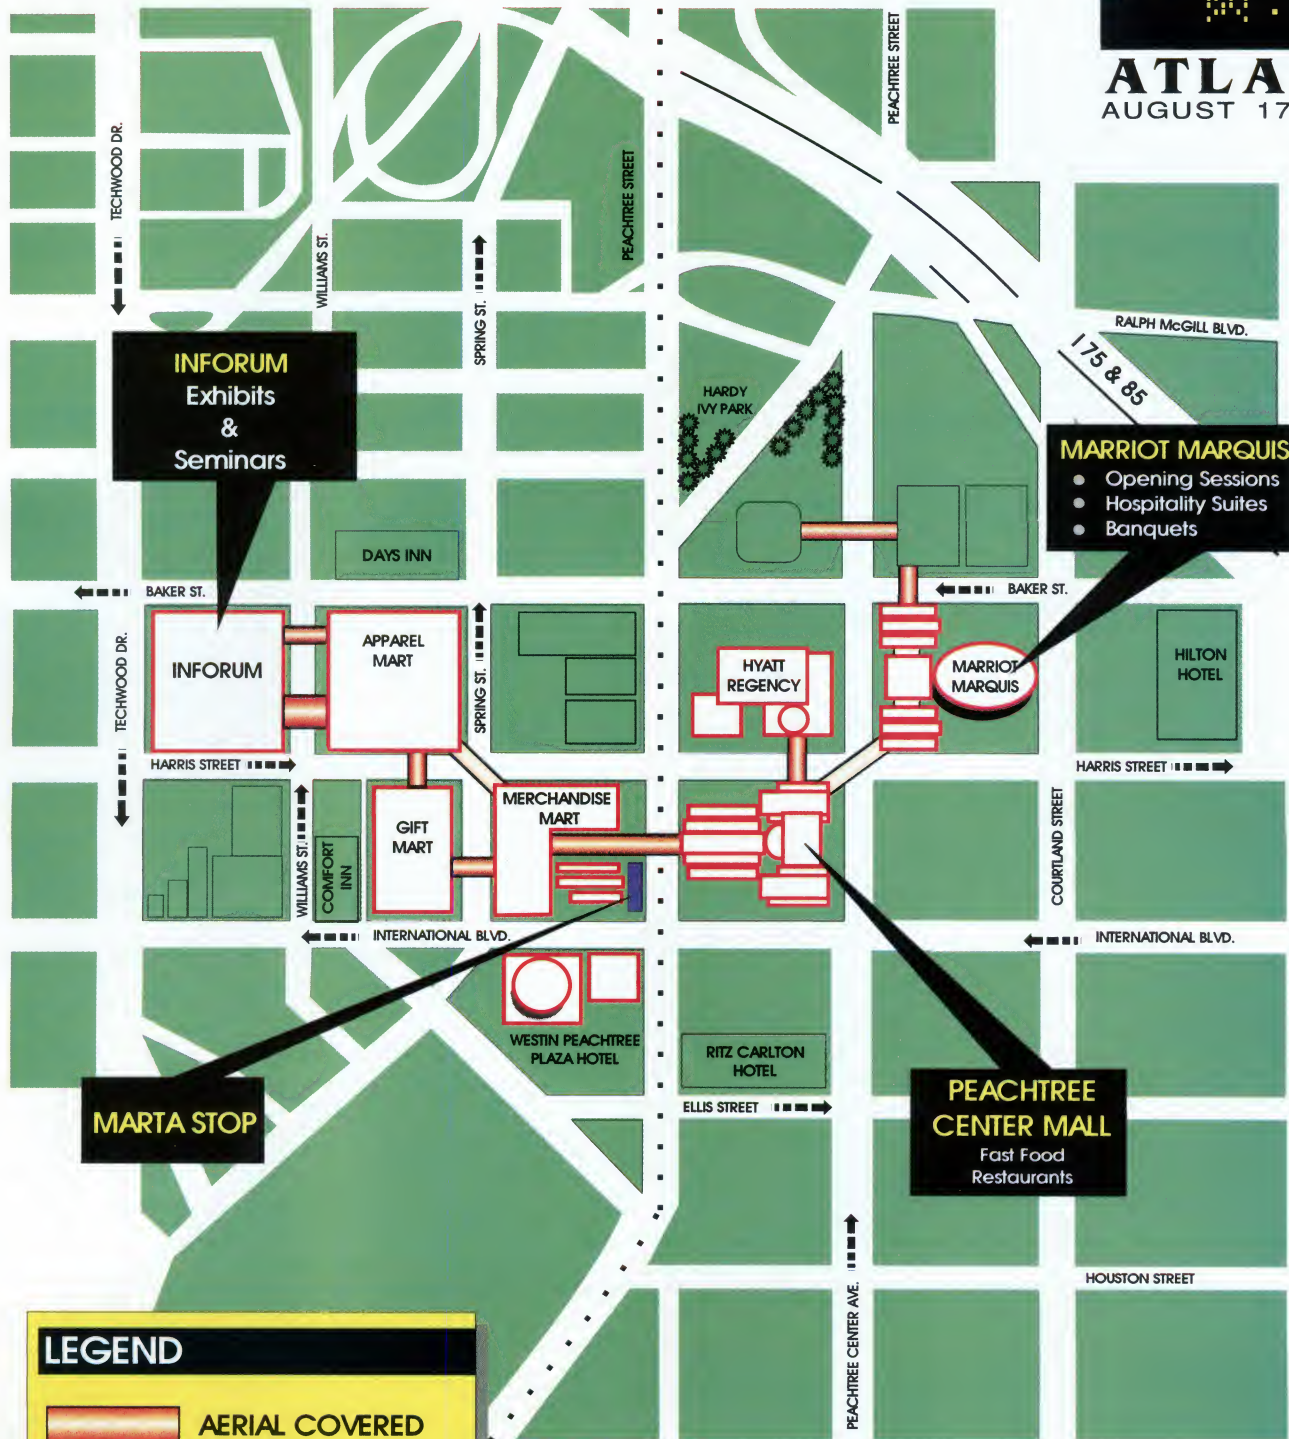 ATLA
AUGUST 17
PEACHTREE STREET
PEACHTREE STREET
TECHWOOD DR.
WILLIAMS ST.
SPRING ST.
RALPH McGILL BLVD.
I 75 & 85
INFORUM
Exhibits
&
Seminars
HARDY
IVY PARK
MARRIOT MARQUIS
Opening Sessions
Hospitality Suites
Banquets
DAYS INN
BAKER ST.
BAKER ST.
TECHWOOD DR.
INFORUM
APPAREL
MART
SPRING ST.
HYATT
REGENCY
MARRIOT
MARQUIS
HILTON
HOTEL
HARRIS STREET
HARRIS STREET
WILLIAMS ST.
COMFORT
INN
GIFT
MART
MERCHANDISE
MART
COURTLAND STREET
INTERNATIONAL BLVD.
INTERNATIONAL BLVD.
WESTIN PEACHTREE
PLAZA HOTEL
RITZ CARLTON
HOTEL
MARTA STOP
ELLIS STREET
PEACHTREE
CENTER MALL
Fast Food
Restaurants
PEACHTREE CENTER AVE.
HOUSTON STREET
LEGEND
AERIAL COVERED